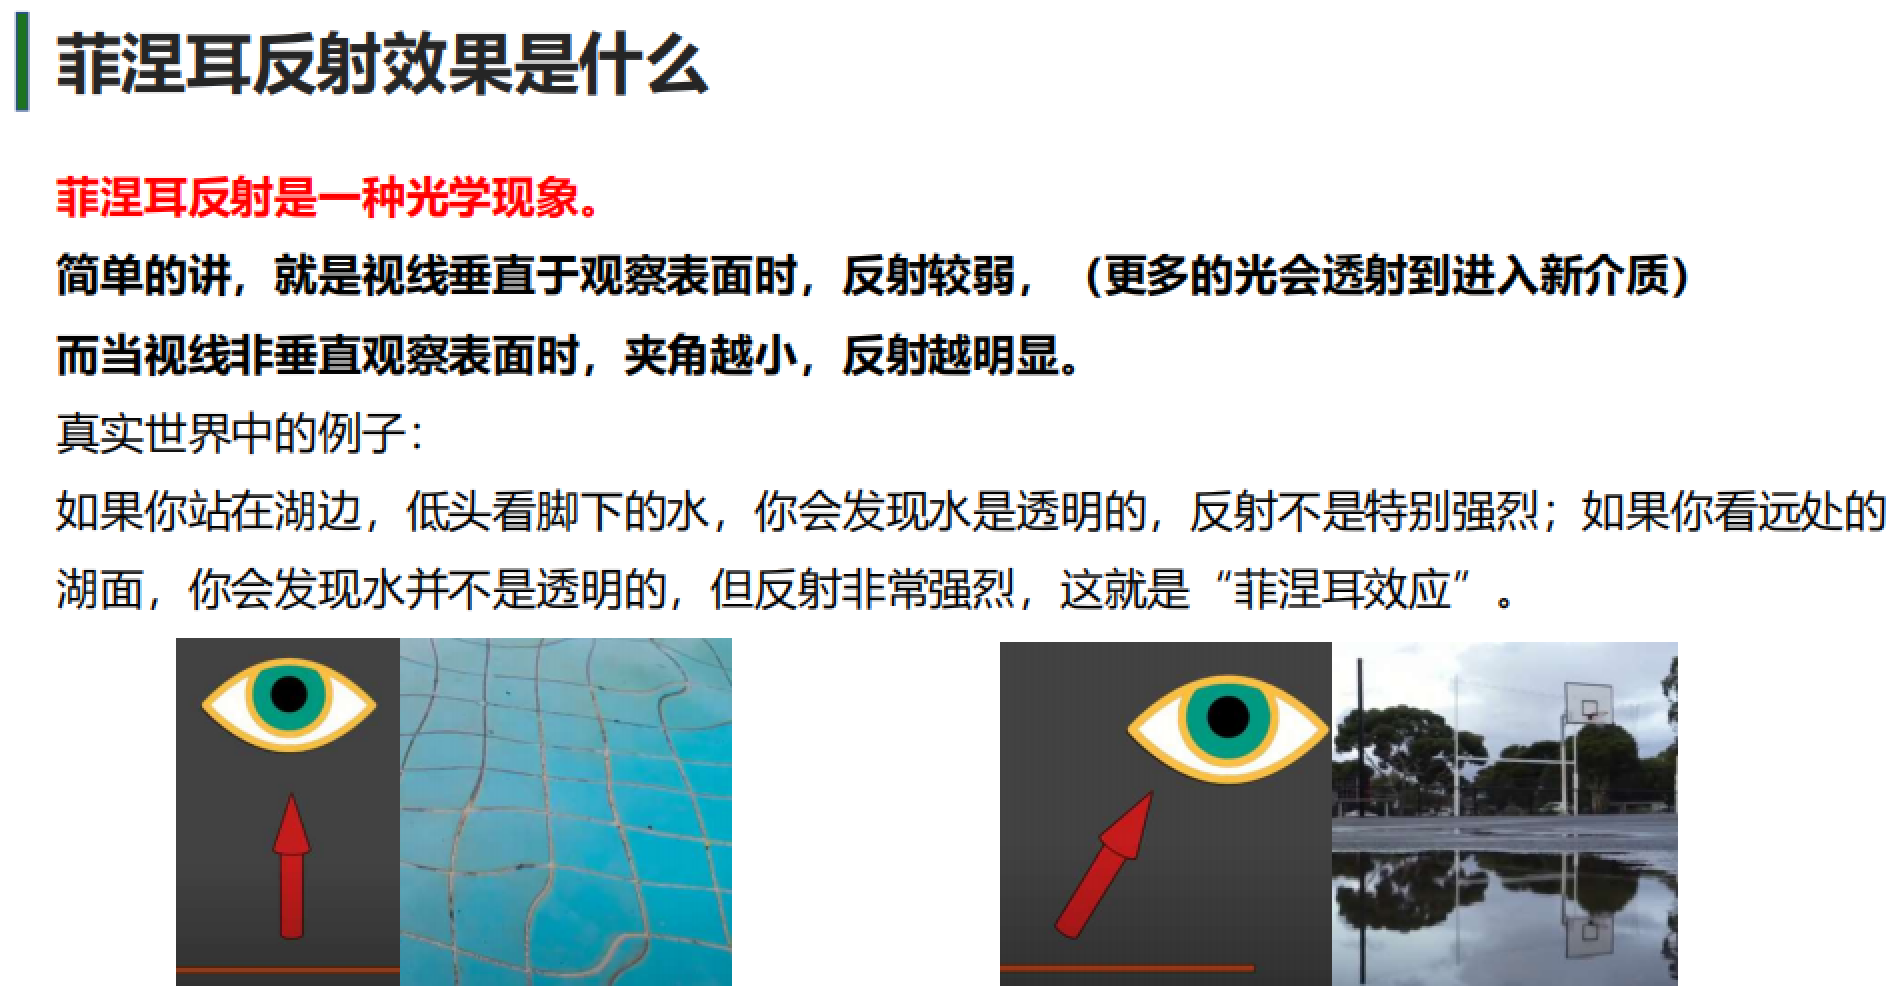 菲涅耳反射效果是什么
菲涅耳反射是一种光学现象。
简单的讲，就是视线垂直于观察表面时，反射较弱，（更多的光会透射到进入新介质）
而当视线非垂直观察表面时，夹角越小，反射越明显。
真实世界中的例子：
如果你站在湖边，低头看脚下的水，你会发现水是透明的，反射不是特别强烈；如果你看远处的
湖面，你会发现水并不是透明的，但反射非常强烈，这就是“菲涅耳效应”。